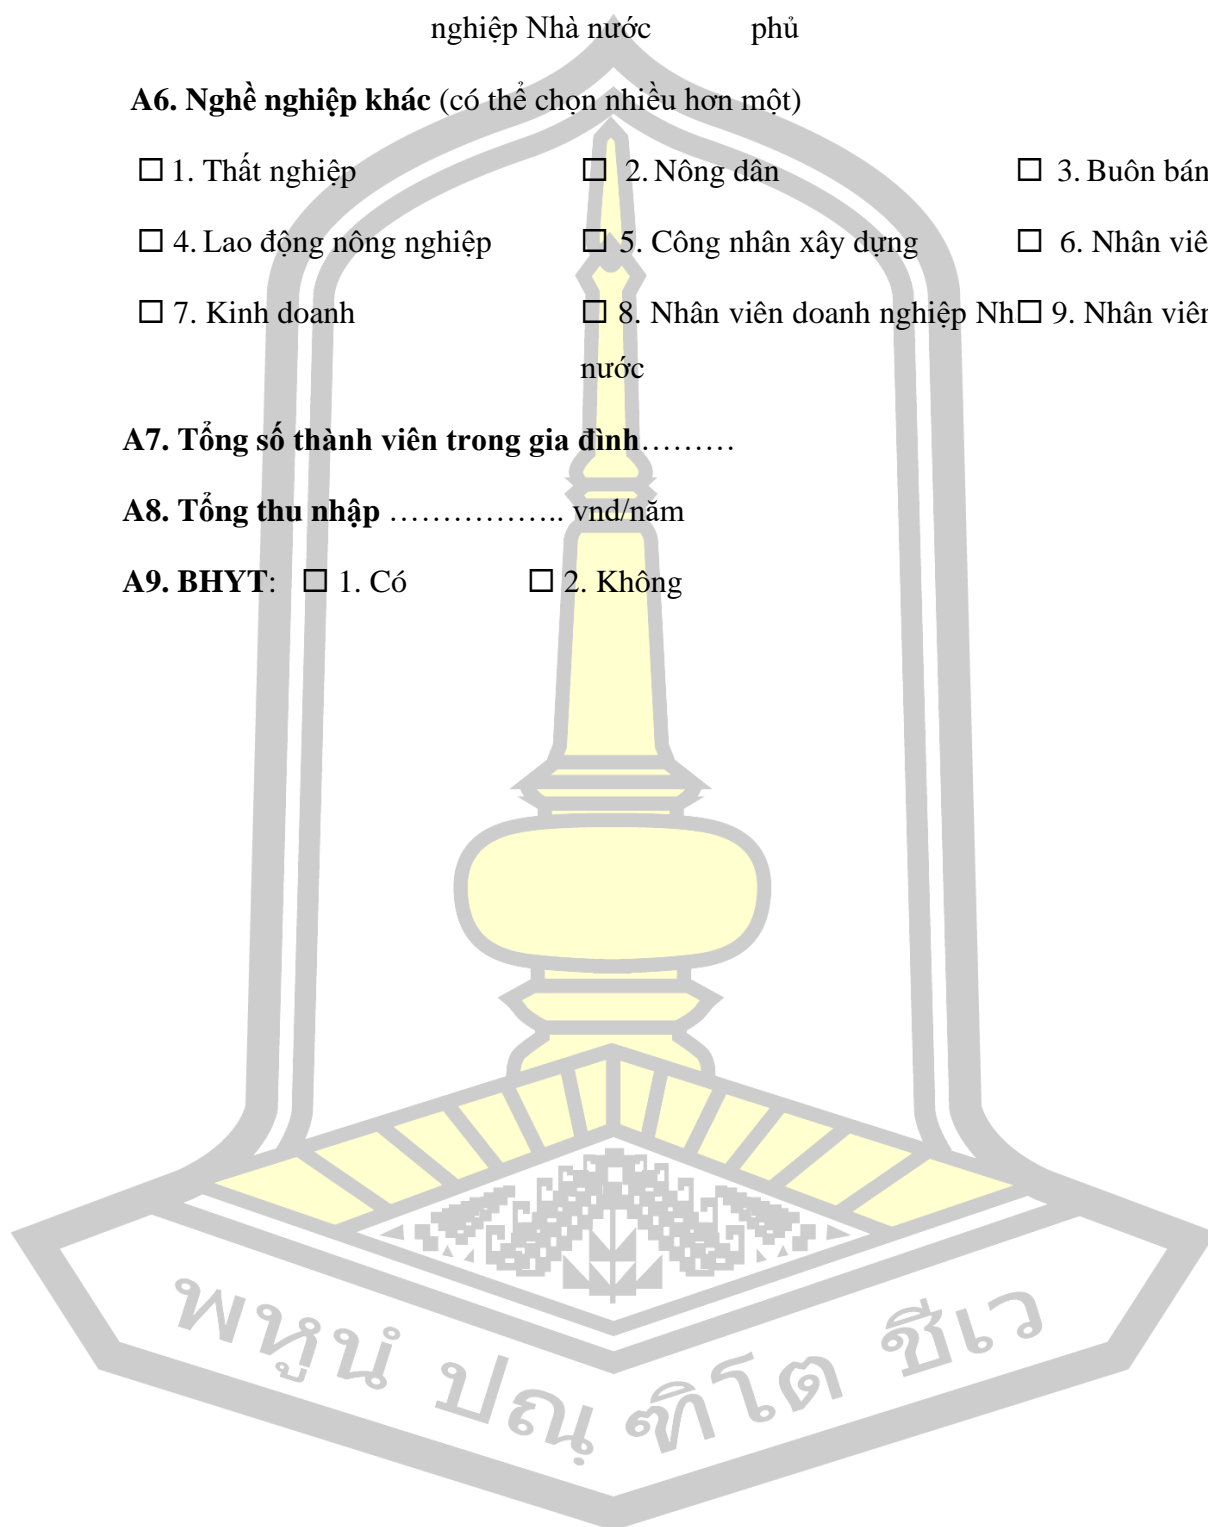 nghiệp Nhà nước phủ
A6. Nghề nghiệp khác (có thể chọn nhiều hơn một)
☐ 1. Thất nghiệp ☐ 2. Nông dân ☐ 3. Buôn bán
☐ 4. Lao động nông nghiệp ☐ 5. Công nhân xây dựng ☐ 6. Nhân viê
☐ 7. Kinh doanh ☐ 8. Nhân viên doanh nghiệp Nh☐ 9. Nhân viên
nước
A7. Tổng số thành viên trong gia đình………
A8. Tổng thu nhập …………….. vnd/năm
A9. BHYT: ☐ 1. Có ☐ 2. Không
พหูนํ ปณฺฑิโต ชีเว